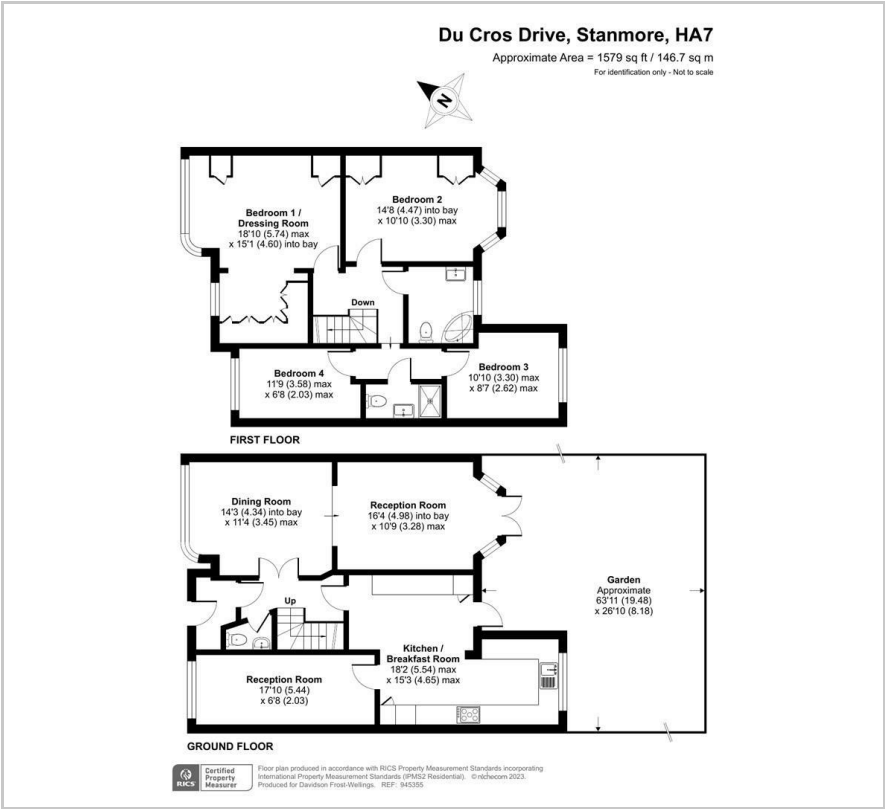 Du Cros Drive, Stanmore, HA7
Approximate Area = 1579 sq ft / 146.7 sq m
For identification only - Not to scale
N
Bedroom 1 /
Dressing Room
18'10 (5.74) max
x 15'1 (4.60) into bay
Bedroom 2
14'8 (4.47) into bay
x 10'10 (3.30) max
Down
Bedroom 4
11'9 (3.58) max
x 6'8 (2.03) max
Bedroom 3
10'10 (3.30) max
x 8'7 (2.62) max
FIRST FLOOR
Dining Room
14'3 (4.34) into bay
x 11'4 (3.45) max
Reception Room
16'4 (4.98) into bay
x 10'9 (3.28) max
Garden
Approximate
63'11 (19.48)
x 26'10 (8.18)
Up
Kitchen /
Breakfast Room
18'2 (5.54) max
x 15'3 (4.65) max
Reception Room
17'10 (5.44)
x 6'8 (2.03)
GROUND FLOOR
RICS
Certified
Property
Measurer
Floor plan produced in accordance with RICS Property Measurement Standards incorporating
International Property Measurement Standards (IPMS2 Residential). © nichecom 2023.
Produced for Davidson Frost-Wellings. REF: 945355